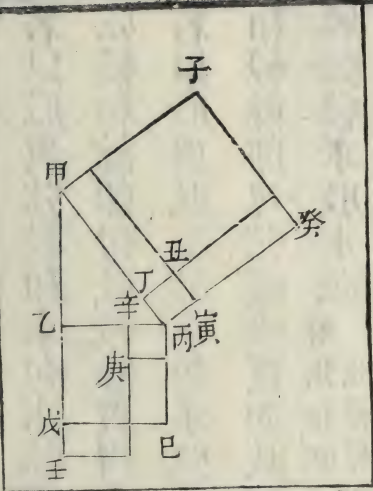 子
甲
癸
丑
丁
辛
寅
乙
丙
庚
戊
巳
壬